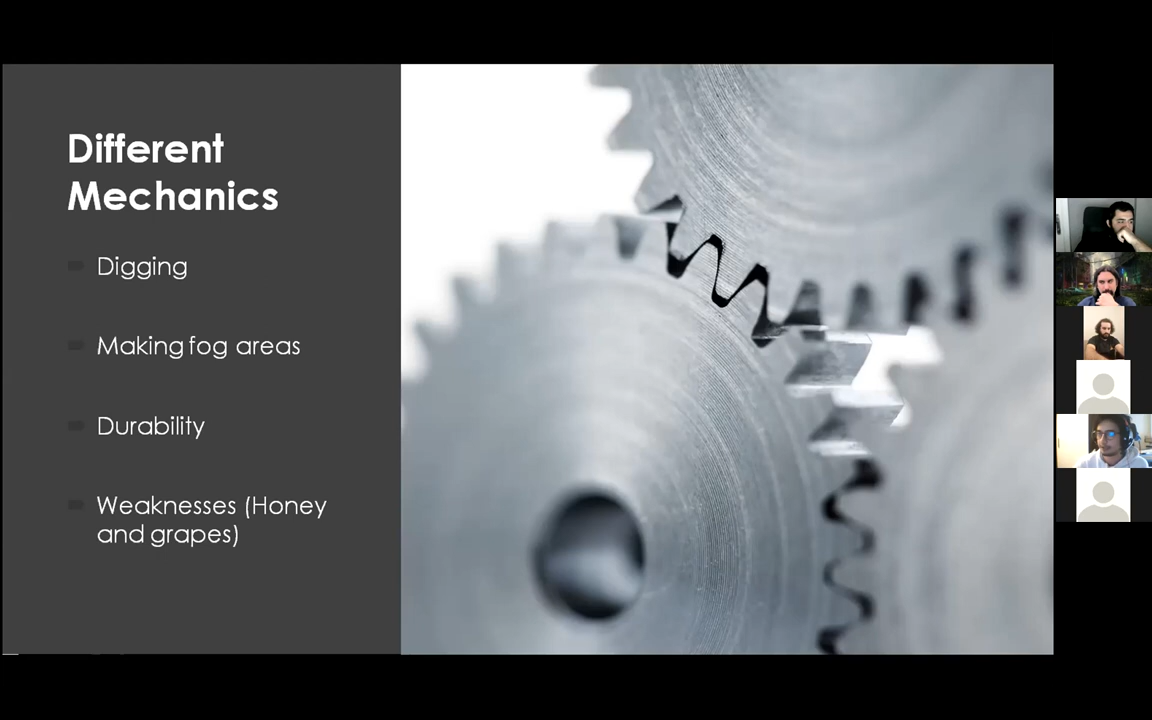 Different
Mechanics
Digging
Making fog areas
Durability
Weaknesses (Honey
and grapes)